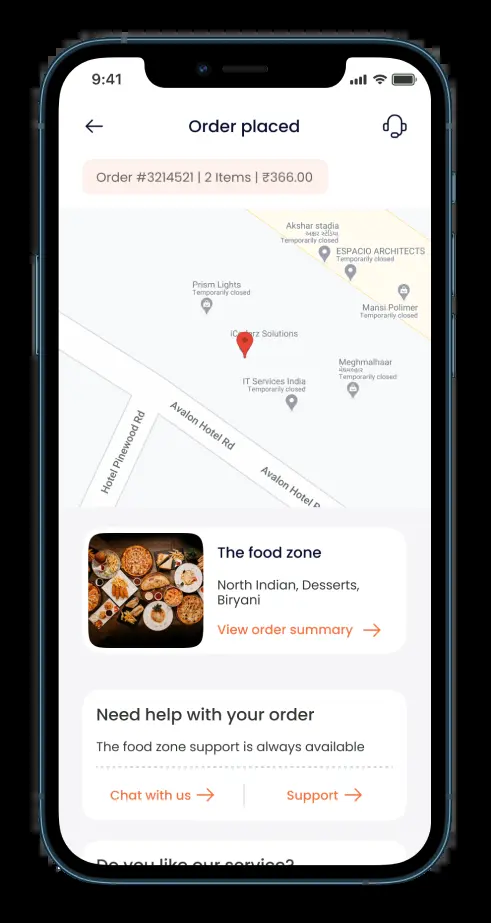 9:41
Order placed
Order #3214521 | 2 Items | ₹366.00
Akshar stadia
Temporarily closed
ESPACIO ARCHITECTS
Temporarily closed
Prism Lights
Temporarily closed
Mansi Polimer
Temporarily closed
Solutions
Meghmalhaar
Temporarily closed
IT Services India
Temporarily closed
Avalon Hotel Rd
Hotel Pinewood Rd
Avalon Hotel
The food zone
North Indian, Desserts,
Biryani
View order summary
Need help with your order
The food zone support is always available
Chat with us
Support
Do you like our service?